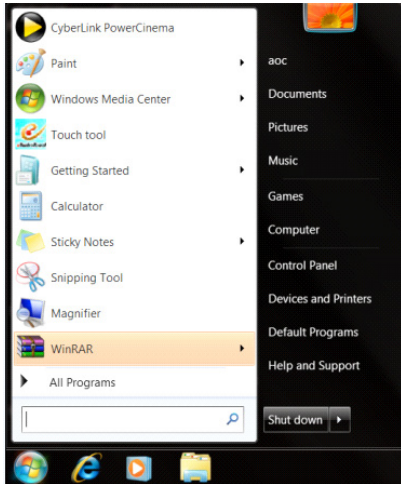 CyberLink PowerCinema
Paint
Windows Media Center
Touch tool
Getting Started
Calculator
Sticky Notes
Snipping Tool
Magnifier
WinRAR
All Programs
aoc
Documents
Pictures
Music
Games
Computer
Control Panel
Devices and Printers
Default Programs
Help and Support
Shut down